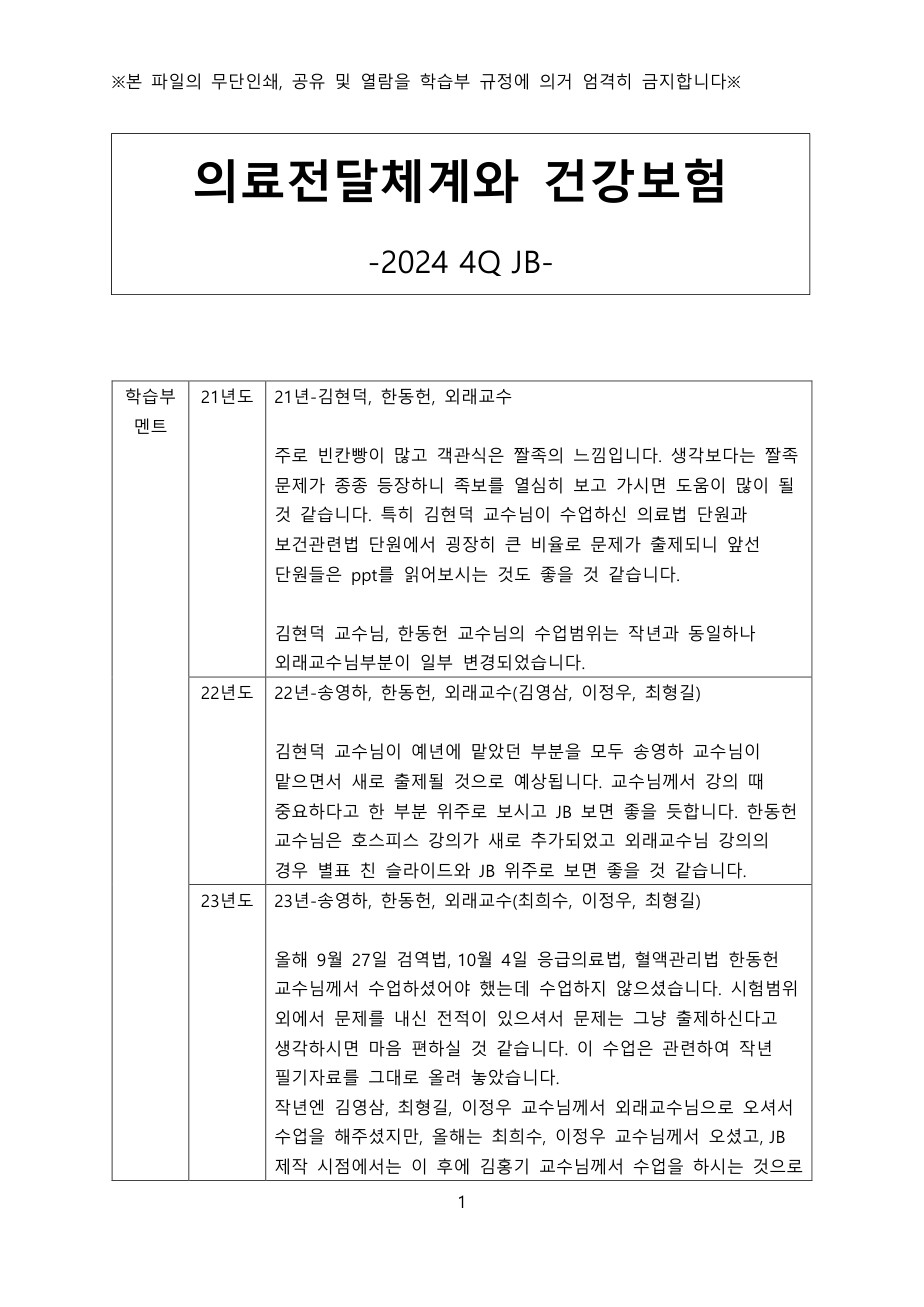 ※본 파일의 무단인쇄, 공유 및 열람을 학습부 규정에 의거 엄격히 금지합니다※
의료전달체계와 건강보험
-2024 4Q JB-
학습부
멘트
21년도
21년-김현덕, 한동헌, 외래교수
주로 빈칸빵이 많고 객관식은 짤족의 느낌입니다. 생각보다는 짤족
문제가 종종 등장하니 족보를 열심히 보고 가시면 도움이 많이 될
것 같습니다. 특히 김현덕 교수님이 수업하신 의료법 단원과
보건관련법 단원에서 굉장히 큰 비율로 문제가 출제되니 앞선
단원들은 ppt를 읽어보시는 것도 좋을 것 같습니다.
김현덕 교수님, 한동헌 교수님의 수업범위는 작년과 동일하나
외래교수님부분이 일부 변경되었습니다.
22년도
22년-송영하, 한동헌, 외래교수(김영삼, 이정우, 최형길)
김현덕 교수님이 예년에 맡았던 부분을 모두 송영하 교수님이
맡으면서 새로 출제될 것으로 예상됩니다. 교수님께서 강의 때
중요하다고 한 부분 위주로 보시고 JB 보면 좋을 듯합니다. 한동헌
교수님은 호스피스 강의가 새로 추가되었고 외래교수님 강의의
경우 별표 친 슬라이드와 JB 위주로 보면 좋을 것 같습니다.
23년도
23년-송영하, 한동헌, 외래교수(최희수, 이정우, 최형길)
올해 9월 27일 검역법, 10월 4일 응급의료법, 혈액관리법 한동헌
교수님께서 수업하셨어야 했는데 수업하지 않으셨습니다. 시험범위
외에서 문제를 내신 전적이 있으셔서 문제는 그냥 출제하신다고
생각하시면 마음 편하실 것 같습니다. 이 수업은 관련하여 작년
필기자료를 그대로 올려 놓았습니다.
작년엔 김영삼, 최형길, 이정우 교수님께서 외래교수님으로 오셔서
수업을 해주셨지만, 올해는 최희수, 이정우 교수님께서 오셨고, JB
제작 시점에서는 이 후에 김홍기 교수님께서 수업을 하시는 것으로
1